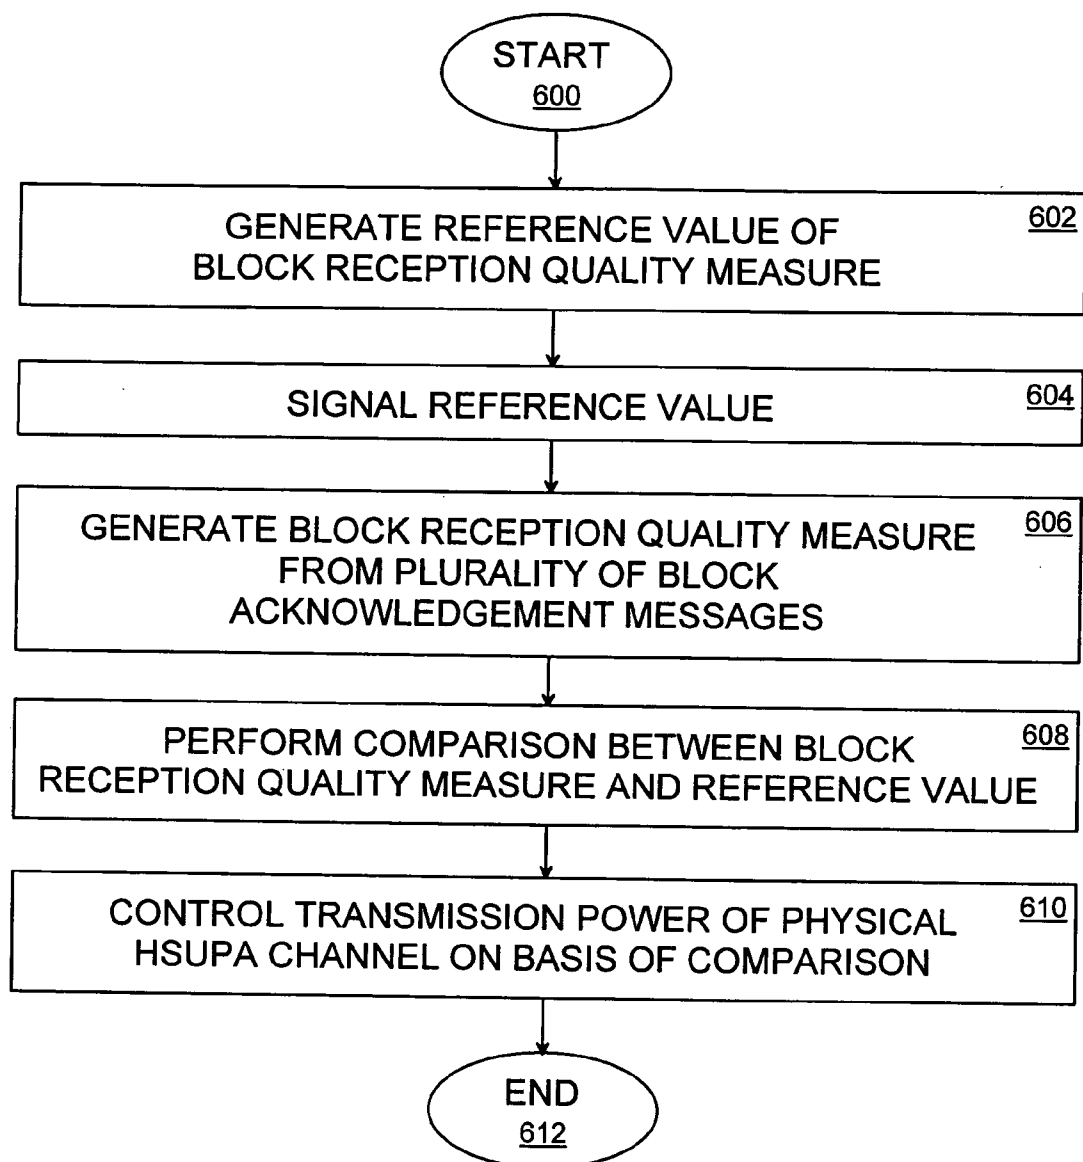 START
600
GENERATE REFERENCE VALUE OF
BLOCK RECEPTION QUALITY MEASURE
602
SIGNAL REFERENCE VALUE
604
GENERATE BLOCK RECEPTION QUALITY MEASURE
FROM PLURALITY OF BLOCK
ACKNOWLEDGEMENT MESSAGES
606
PERFORM COMPARISON BETWEEN BLOCK
RECEPTION QUALITY MEASURE AND REFERENCE VALUE
608
CONTROL TRANSMISSION POWER OF PHYSICAL
HSUPA CHANNEL ON BASIS OF COMPARISON
610
END
612